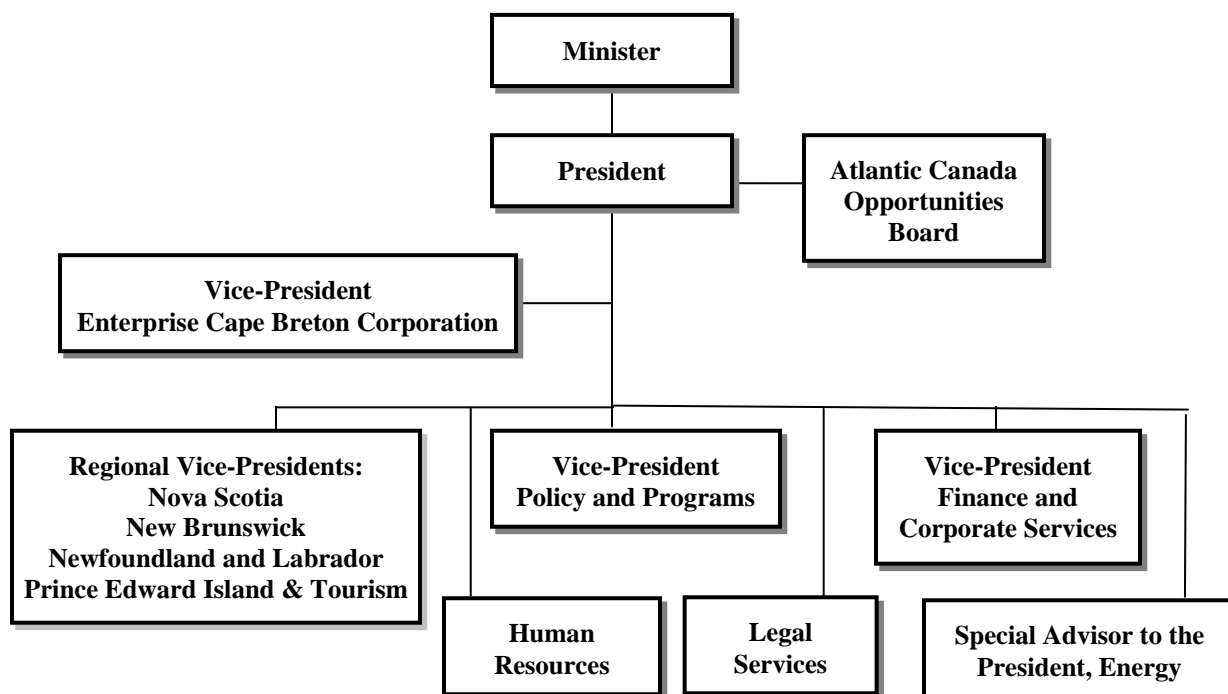 Minister
President
Atlantic Canada
Opportunities
Board
Vice-President
Enterprise Cape Breton Corporation
Regional Vice-Presidents:
Nova Scotia
New Brunswick
Newfoundland and Labrador
Prince Edward Island & Tourism
Vice-President
Policy and Programs
Vice-President
Finance and
Corporate Services
Human
Resources
Legal
Services
Special Advisor to the
President, Energy